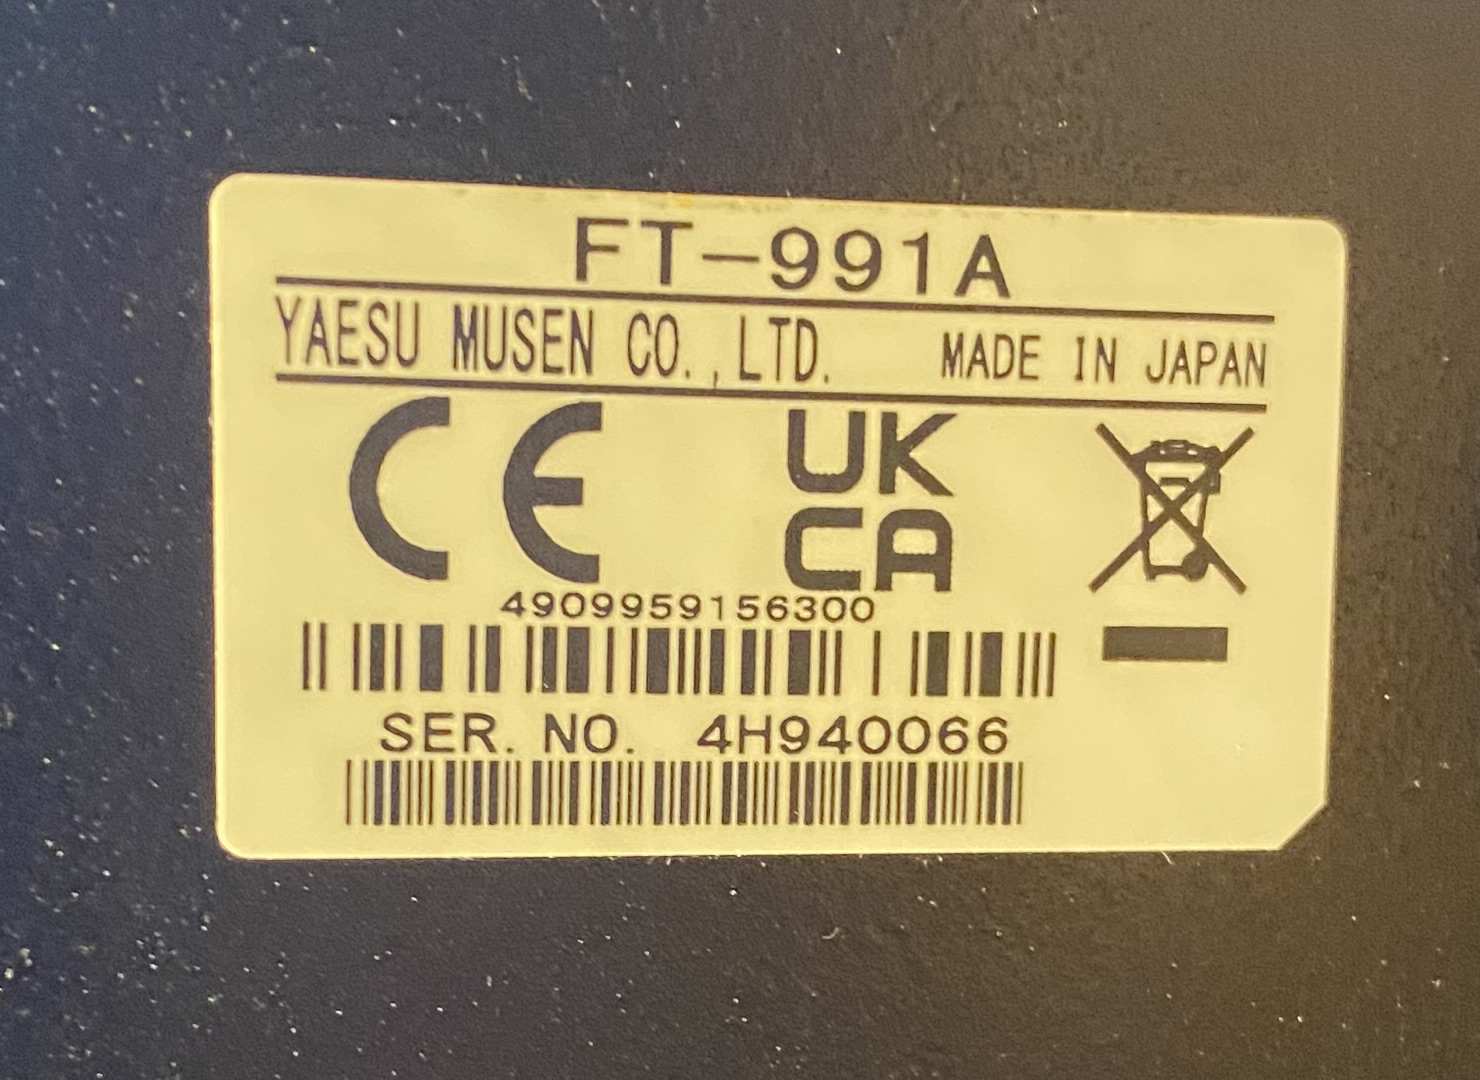 FT-991A
YAESU MUSEN CO., LTD. MADE IN JAPAN
CE
UK
CA
4909959156300
SER. NO. 4H940066